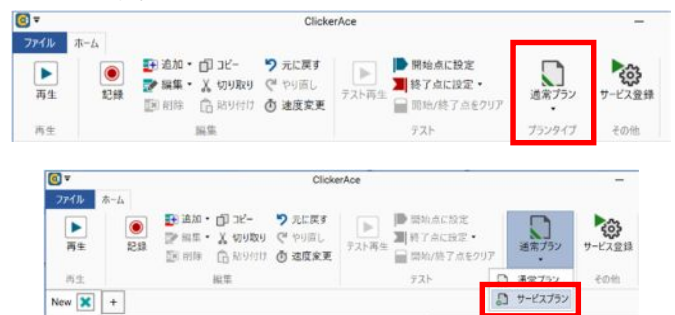 ClickerAce
ファイル ホーム
再生 記録 追加 コピー 元に戻す テスト再生 開始点に設定 通常プラン サービス登録
編集 切り取り やり直し 終了点に設定
削除 貼り付け 速度変更 開始/終了点をクリア
再生 編集 テスト プランタイプ その他
ClickerAce
ファイル ホーム
再生 記録 追加 コピー 元に戻す テスト再生 開始点に設定 通常プラン サービス登録
編集 切り取り やり直し 終了点に設定
削除 貼り付け 速度変更 開始/終了点をクリア
再生 編集 テスト 通常プラン その他
New + サービスプラン